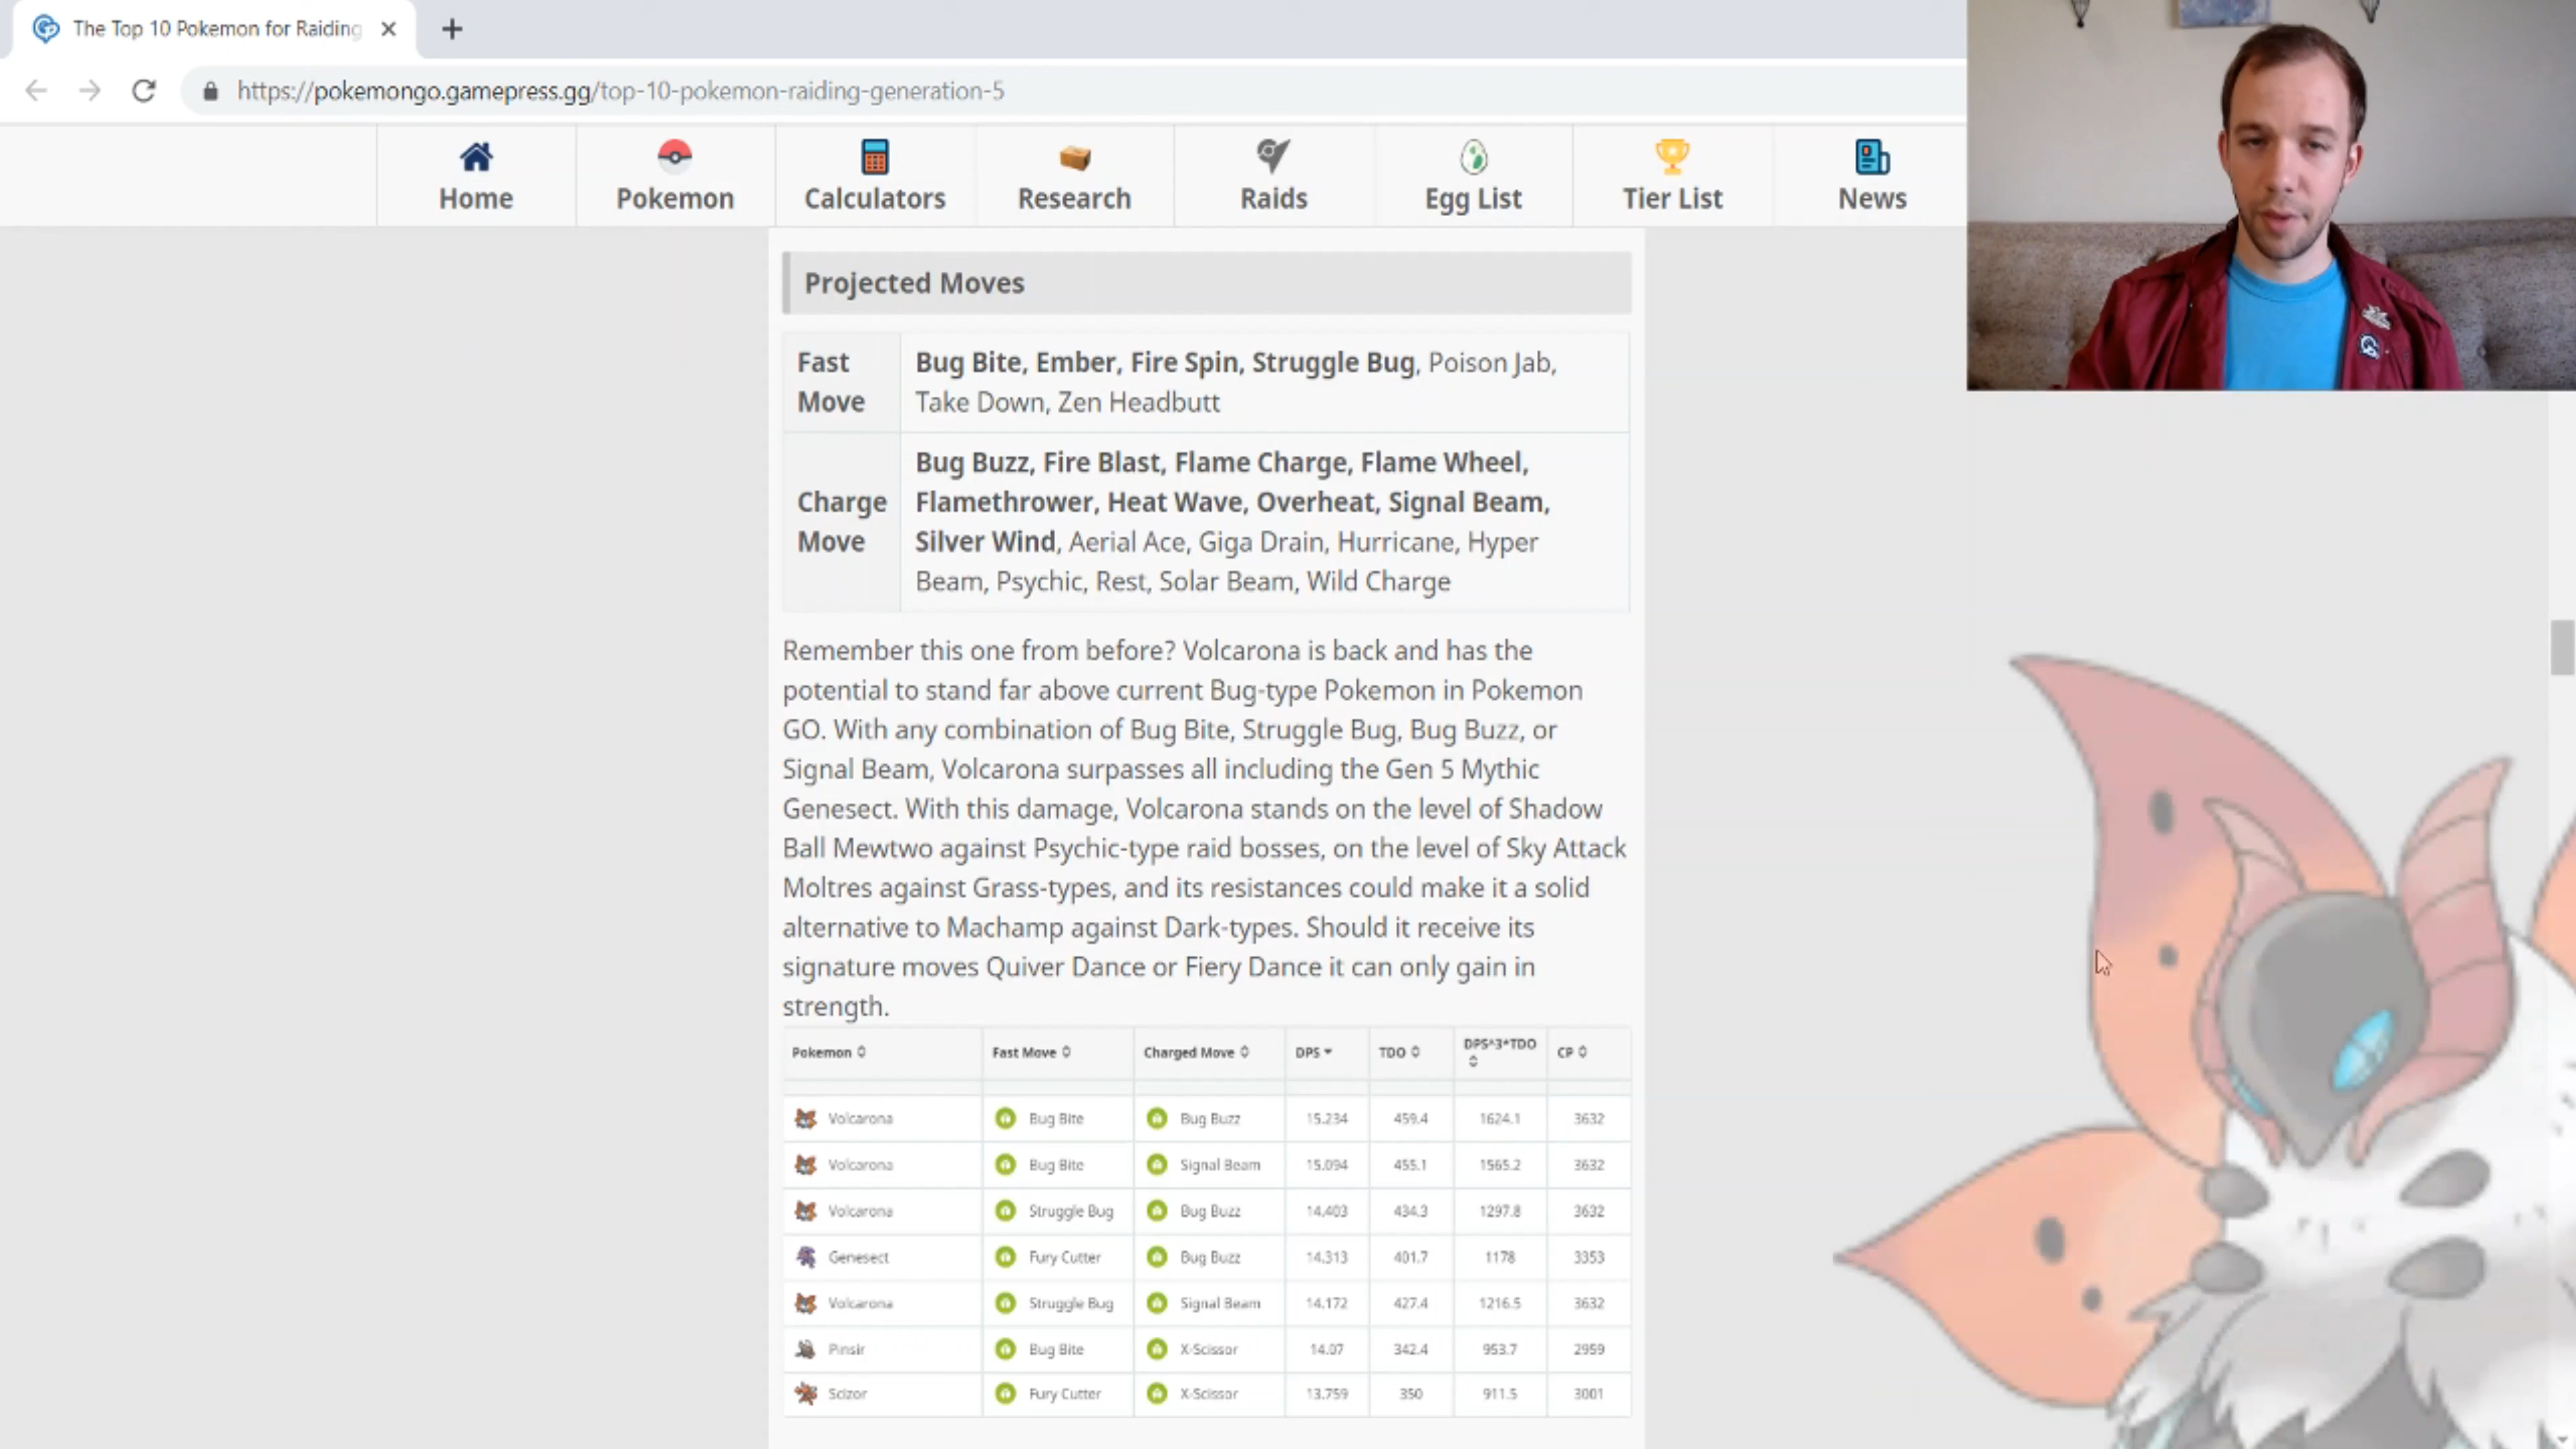 The Top 10 Pokemon for Raiding
https://pokemongo.gamepress.gg/top-10-pokemon-raiding-generation-5
Home
Pokemon
Calculators
Research
Raids
Egg List
Tier List
News
Projected Moves
Fast Move
Bug Bite, Ember, Fire Spin, Struggle Bug, Poison Jab,
Take Down, Zen Headbutt
Charge Move
Bug Buzz, Fire Blast, Flame Charge, Flame Wheel,
Flamethrower, Heat Wave, Overheat, Signal Beam,
Silver Wind, Aerial Ace, Giga Drain, Hurricane, Hyper
Beam, Psychic, Rest, Solar Beam, Wild Charge
Remember this one from before? Volcarona is back and has the
potential to stand far above current Bug-type Pokemon in Pokemon
GO. With any combination of Bug Bite, Struggle Bug, Bug Buzz, or
Signal Beam, Volcarona surpasses all including the Gen 5 Mythic
Genesect. With this damage, Volcarona stands on the level of Shadow
Ball Mewtwo against Psychic-type raid bosses, on the level of Sky Attack
Moltres against Grass-types, and its resistances could make it a solid
alternative to Machamp against Dark-types. Should it receive its
signature moves Quiver Dance or Fiery Dance it can only gain in
strength.
Pokemon Fast Move Charged Move DPS TDO DPS^3*TDO CP
Volcarona Bug Bite Bug Buzz 15.234 459.4 1624.1 3632
Volcarona Bug Bite Signal Beam 15.094 455.1 1565.2 3632
Volcarona Struggle Bug Bug Buzz 14.403 434.3 1297.8 3632
Genesect Fury Cutter Bug Buzz 14.313 401.7 1178 3353
Volcarona Struggle Bug Signal Beam 14.172 427.4 1216.5 3632
Pinsir Bug Bite X-Scissor 14.07 342.4 953.7 2959
Scizor Fury Cutter X-Scissor 13.759 350 911.5 3001